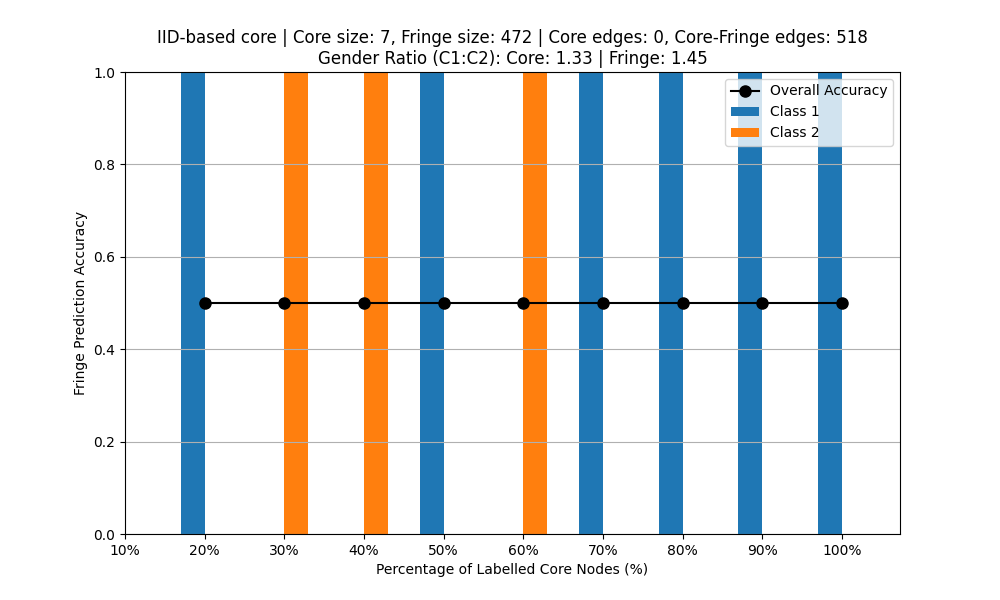 IID-based core | Core size: 7, Fringe size: 472 | Core edges: 0, Core-Fringe edges: 518
Gender Ratio (C1:C2): Core: 1.33 | Fringe: 1.45
Overall Accuracy
Class 1
Class 2
Fringe Prediction Accuracy
1.0
0.8
0.6
0.4
0.2
0.0
10% 20% 30% 40% 50% 60% 70% 80% 90% 100%
Percentage of Labelled Core Nodes (%)